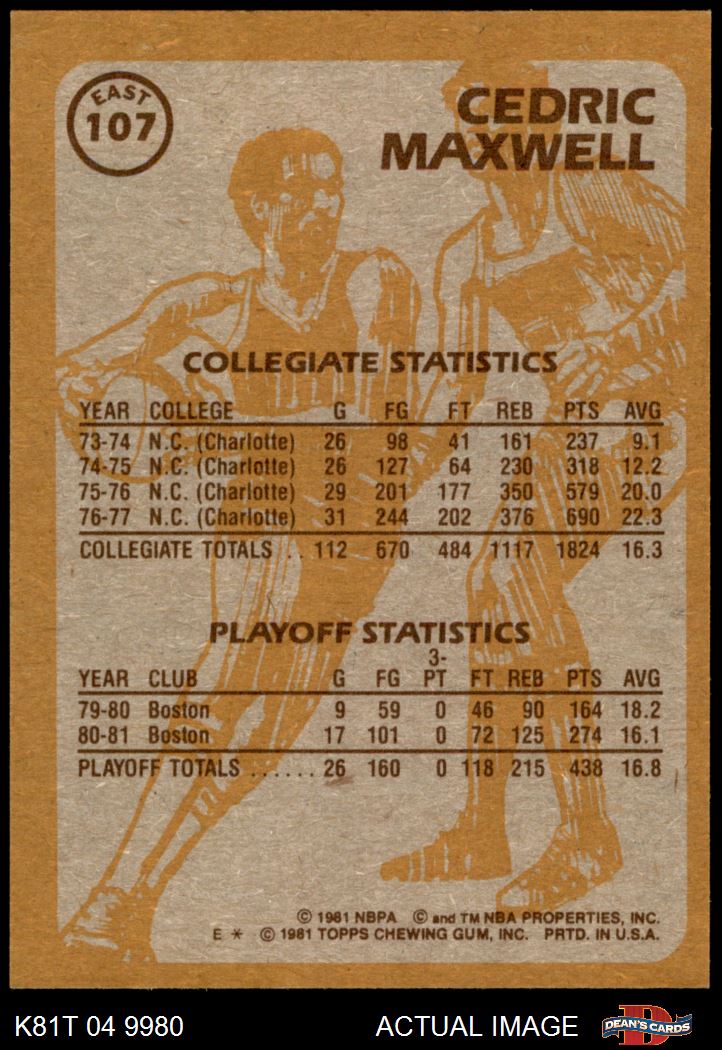 EAST
107
CEDRIC
MAXWELL
COLLEGIATE STATISTICS
YEAR COLLEGE G FG FT REB PTS AVG
73-74 N.C. (Charlotte) 26 98 41 161 237 9.1
74-75 N.C. (Charlotte) 26 127 64 230 318 12.2
75-76 N.C. (Charlotte) 29 201 177 350 579 20.0
76-77 N.C. (Charlotte) 31 244 202 376 690 22.3
COLLEGIATE TOTALS .. 112 670 484 1117 1824 16.3
PLAYOFF STATISTICS
3-
YEAR CLUB G FG PT FT REB PTS AVG
79-80 Boston 9 59 0 46 90 164 18.2
80-81 Boston 17 101 0 72 125 274 16.1
PLAYOFF TOTALS ...... 26 160 0 118 215 438 16.8
© 1981 NBPA © and TM NBA PROPERTIES, INC.
E * © 1981 TOPPS CHEWING GUM, INC. PRTD. IN U.S.A.
K81T 04 9980 ACTUAL IMAGE
D
DEAN'S CARDS